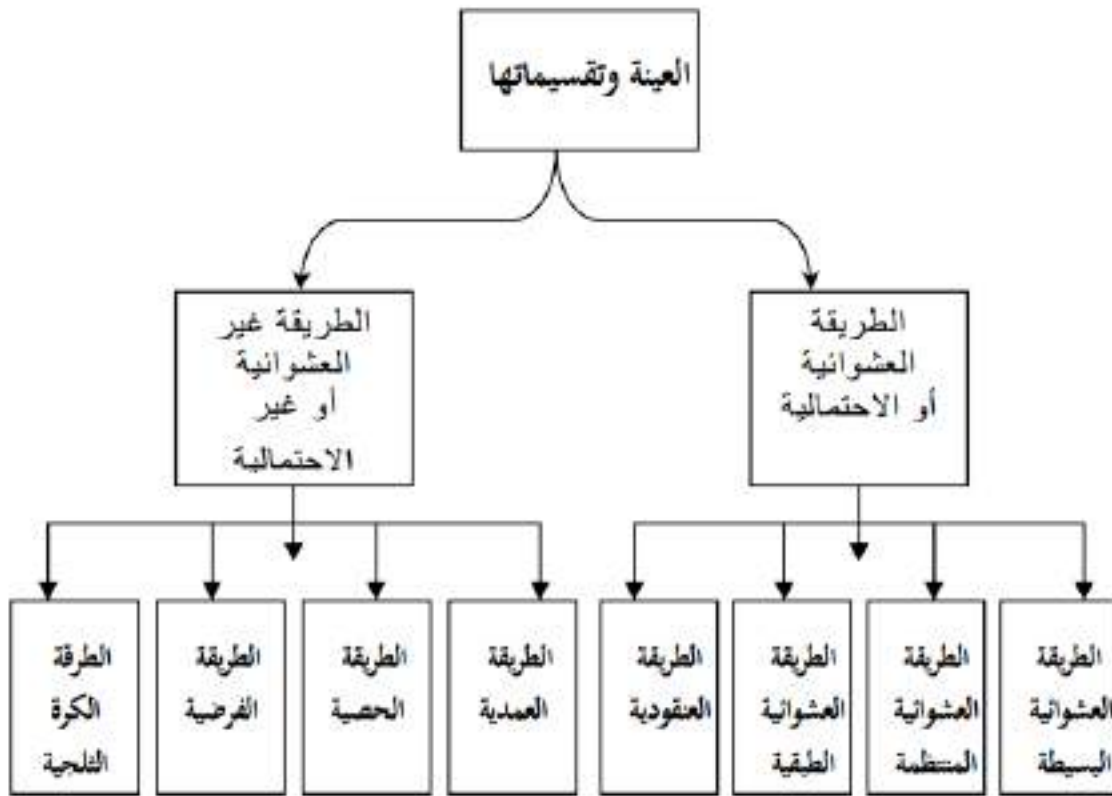 العينة وتقسيماتها
الطريقة
العشوائية
أو الاحتمالية
الطريقة غير
العشوائية
أو غير
الاحتمالية
الطريقة
العشوائية
البسيطة
الطريقة
العشوائية
المنتظمة
الطريقة
العشوائية
الطبقية
الطريقة
العنقودية
الطريقة
العمدية
الطريقة
الحصية
الطريقة
الفرضية
الطرقة
الكرة
الثلجية